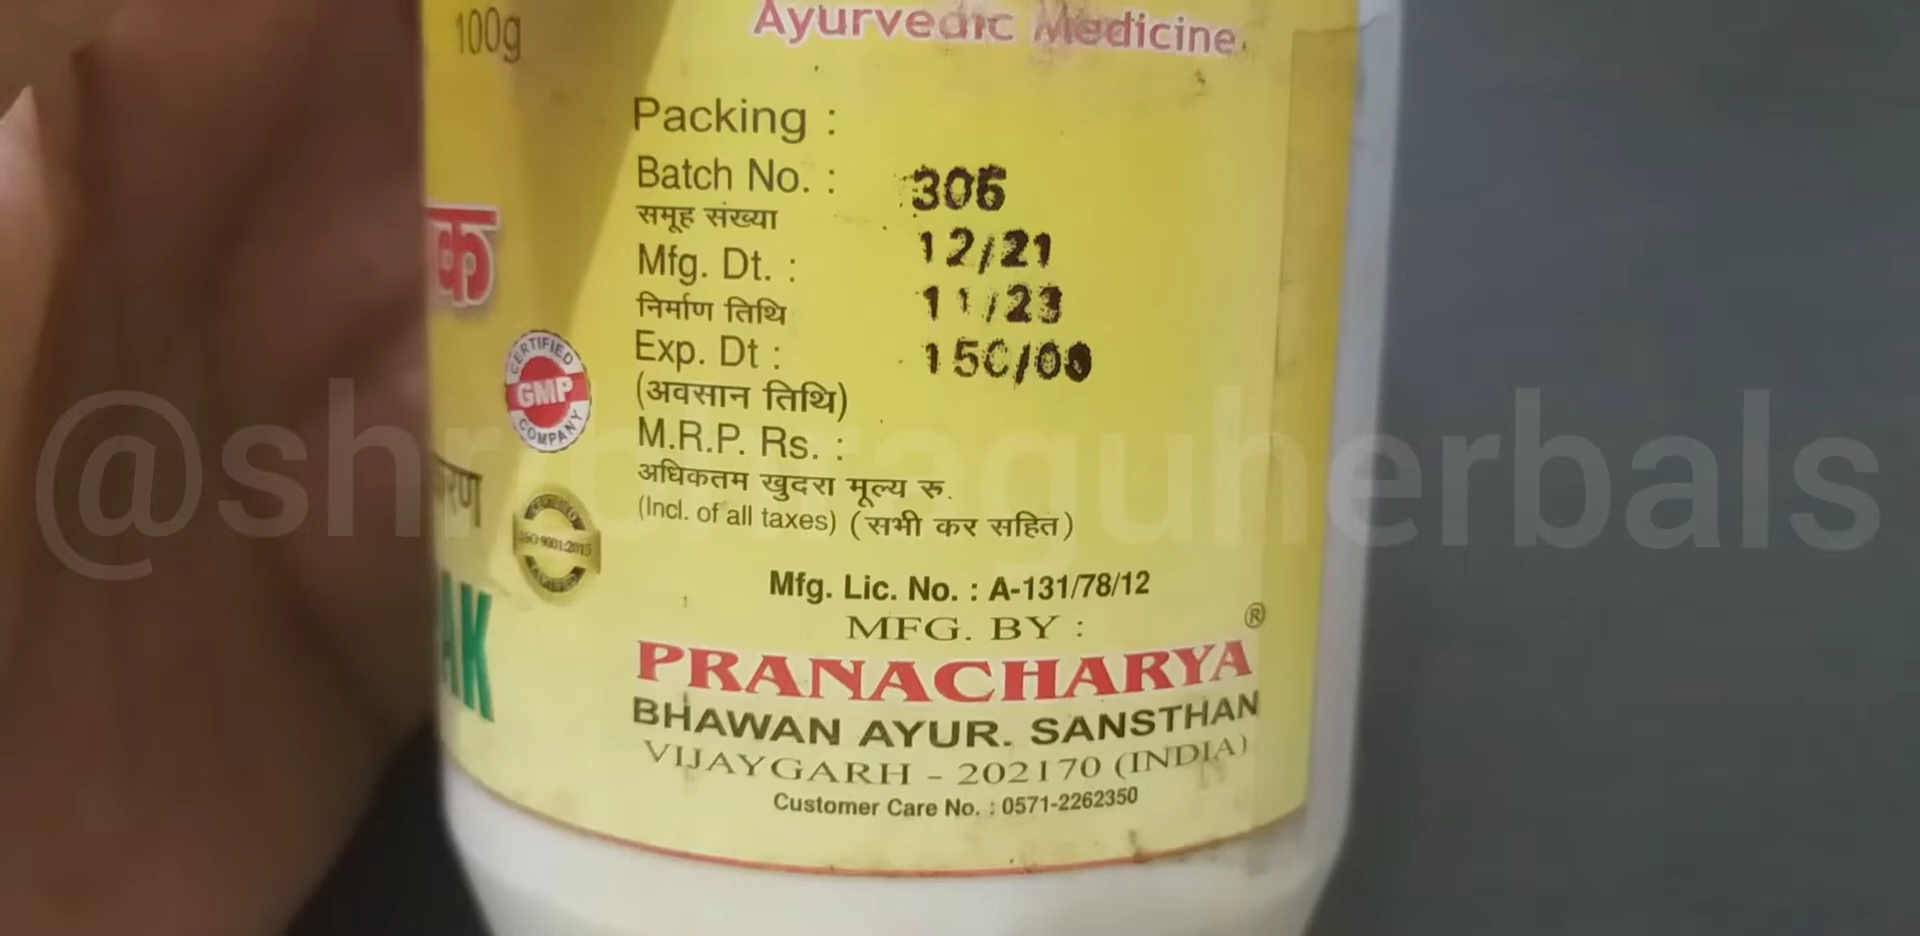 100g
Ayurvedic Medicine
Packing :
Batch No. : 306
समूह संख्या
Mfg. Dt. : 12/21
निर्माण तिथि
Exp. Dt : 11/23
(अवसान तिथि)
M.R.P. Rs. : 150/00
अधिकतम खुदरा मूल्य रु.
(Incl. of all taxes) (सभी कर सहित)
Mfg. Lic. No. : A-131/78/12
MFG. BY :
PRANACHARYA ®
BHAWAN AYUR. SANSTHAN
VIJAYGARH - 202170 (INDIA)
Customer Care No. : 0571-2262350
क
CERTIFIED
GMP
COMPANY
ISO 9001:2015
AK